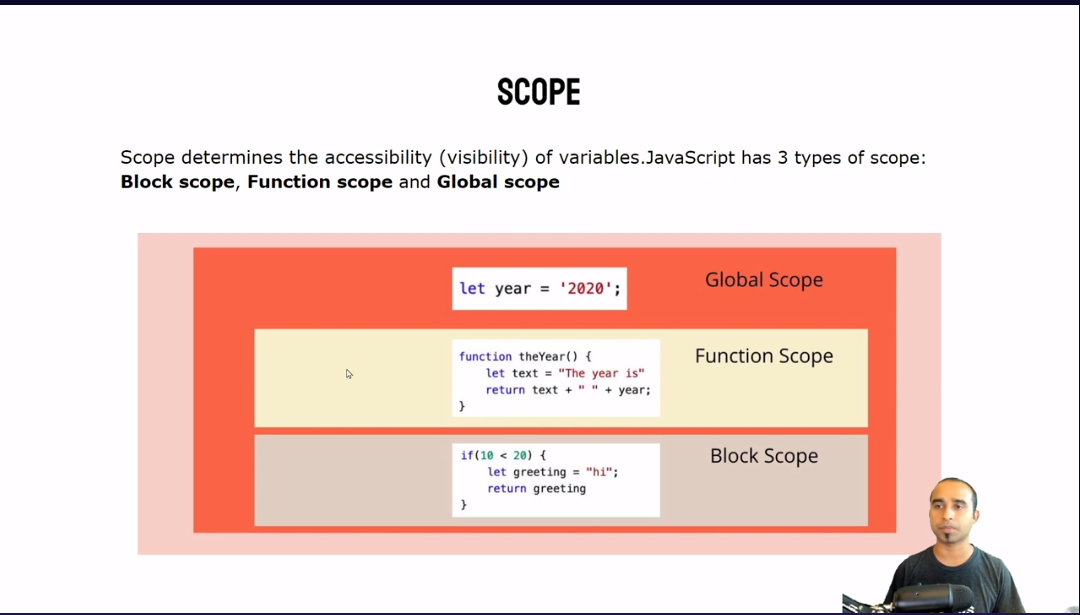 SCOPE
Scope determines the accessibility (visibility) of variables.JavaScript has 3 types of scope:
Block scope, Function scope and Global scope
let year = '2020';
Global Scope
function theYear() {
let text = "The year is"
return text + " " + year;
}
Function Scope
if(10 < 20) {
let greeting = "hi";
return greeting
}
Block Scope